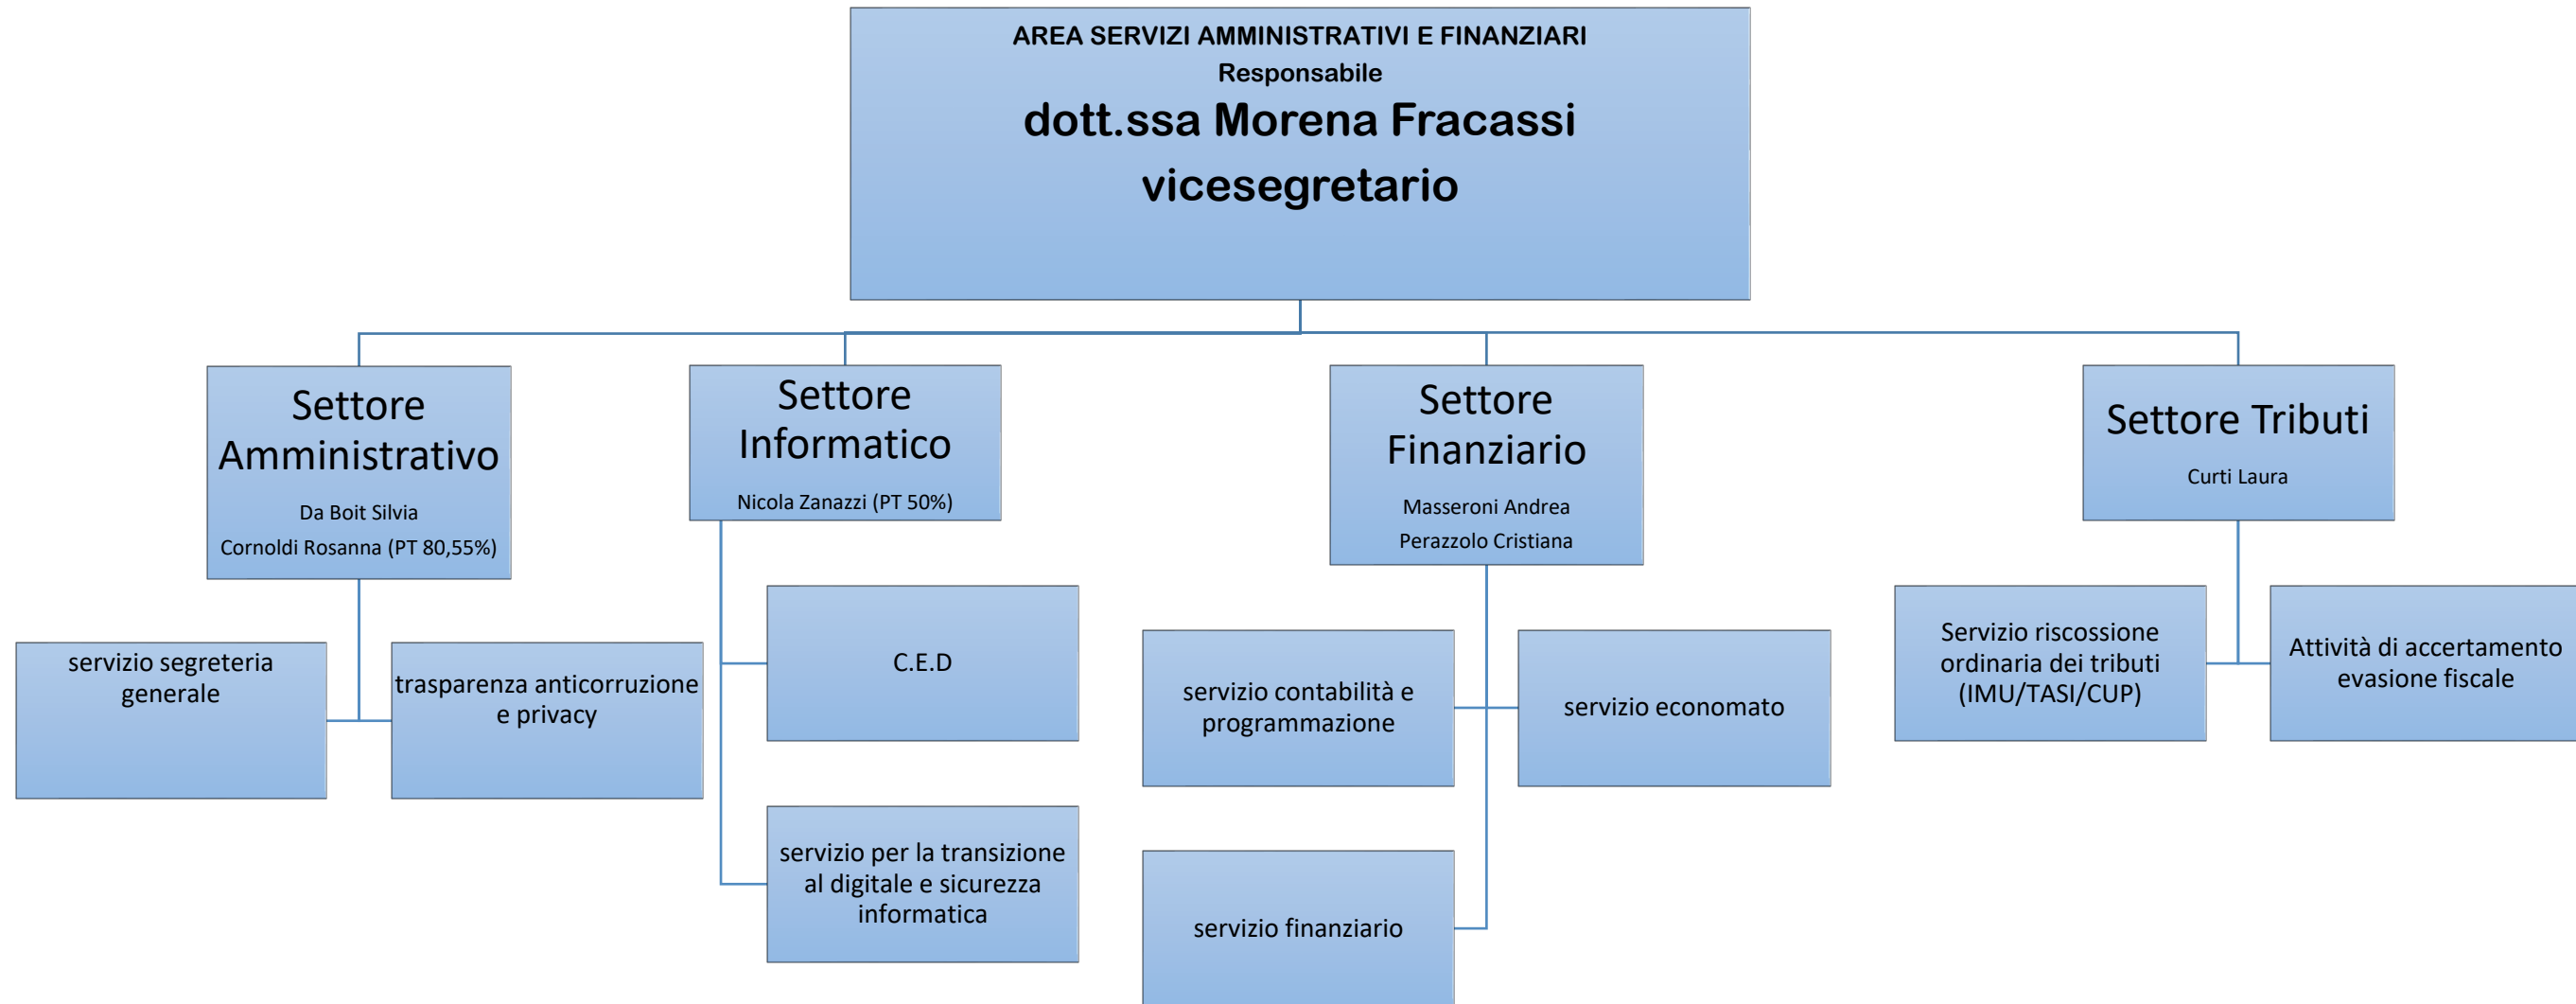 AREA SERVIZI AMMINISTRATIVI E FINANZIARI
Responsabile
dott.ssa Morena Fracassi
vicesegretario
Settore
Amministrativo
Da Boit Silvia
Cornoldi Rosanna (PT 80,55%)
Settore
Informatico
Nicola Zanazzi (PT 50%)
Settore
Finanziario
Masseroni Andrea
Perazzolo Cristiana
Settore Tributi
Curti Laura
servizio segreteria
generale
trasparenza anticorruzione
e privacy
C.E.D
servizio per la transizione
al digitale e sicurezza
informatica
servizio contabilità e
programmazione
servizio economato
servizio finanziario
Servizio riscossione
ordinaria dei tributi
(IMU/TASI/CUP)
Attività di accertamento
evasione fiscale